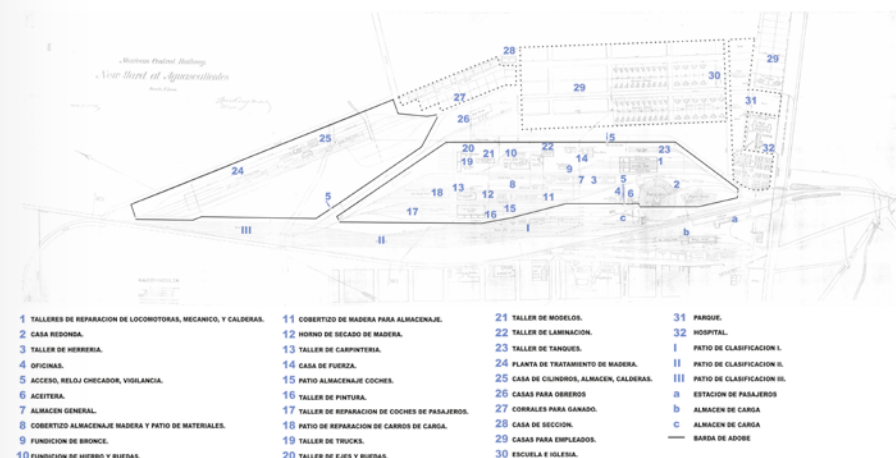 Mexican Central Railway.
New Yard at Aguascalientes
28
29
29
30
27
31
26
5
25
20
21
10
22
14
23
32
19
9
1
24
7
3
5
2
18
13
12
8
4
6
5
11
17
16
15
c
a
III
II
I
b
1 TALLERES DE REPARACION DE LOCOMOTORAS, MECANICO, Y CALDERAS.
2 CASA REDONDA.
3 TALLER DE HERRERIA.
4 OFICINAS.
5 ACCESO, RELOJ CHECADOR, VIGILANCIA.
6 ACEITERA.
7 ALMACEN GENERAL.
8 COBERTIZO ALMACENAJE MADERA Y PATIO DE MATERIALES.
9 FUNDICION DE BRONCE.
10 FUNDICION DE HIERRO Y RUEDAS.
11 COBERTIZO DE MADERA PARA ALMACENAJE.
12 HORNO DE SECADO DE MADERA.
13 TALLER DE CARPINTERIA.
14 CASA DE FUERZA.
15 PATIO ALMACENAJE COCHES.
16 TALLER DE PINTURA.
17 TALLER DE REPARACION DE COCHES DE PASAJEROS.
18 PATIO DE REPARACION DE CARROS DE CARGA.
19 TALLER DE TRUCKS.
20 TALLER DE EJES Y RUEDAS.
21 TALLER DE MODELOS.
22 TALLER DE LAMINACION.
23 TALLER DE TANQUES.
24 PLANTA DE TRATAMIENTO DE MADERA.
25 CASA DE CILINDROS, ALMACEN, CALDERAS.
26 CASAS PARA OBREROS
27 CORRALES PARA GANADO.
28 CASA DE SECCION.
29 CASAS PARA EMPLEADOS.
30 ESCUELA E IGLESIA.
31 PARQUE.
32 HOSPITAL.
I PATIO DE CLASIFICACION I.
II PATIO DE CLASIFICACION II.
III PATIO DE CLASIFICACION III.
a ESTACION DE PASAJEROS
b ALMACEN DE CARGA
c ALMACEN DE CARGA
BARDA DE ADOBE